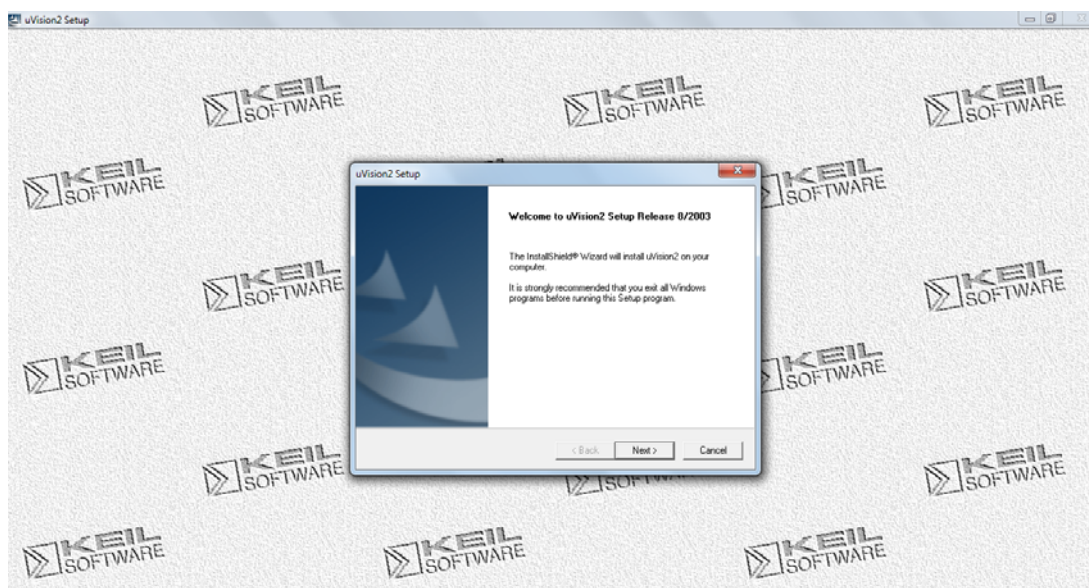 uVision2 Setup
KEIL
SOFTWARE
KEIL
SOFTWARE
KEIL
SOFTWARE
KEIL
SOFTWARE
uVision2 Setup
KEIL
SOFTWARE
Welcome to uVision2 Setup Release 8/2003
The InstallShield® Wizard will install uVision2 on your
computer.
It is strongly recommended that you exit all Windows
programs before running this Setup program.
KEIL
SOFTWARE
KEIL
SOFTWARE
KEIL
SOFTWARE
KEIL
SOFTWARE
< Back
Next >
Cancel
KEIL
SOFTWARE
KEIL
SOFTWARE
KEIL
SOFTWARE
KEIL
SOFTWARE
KEIL
SOFTWARE